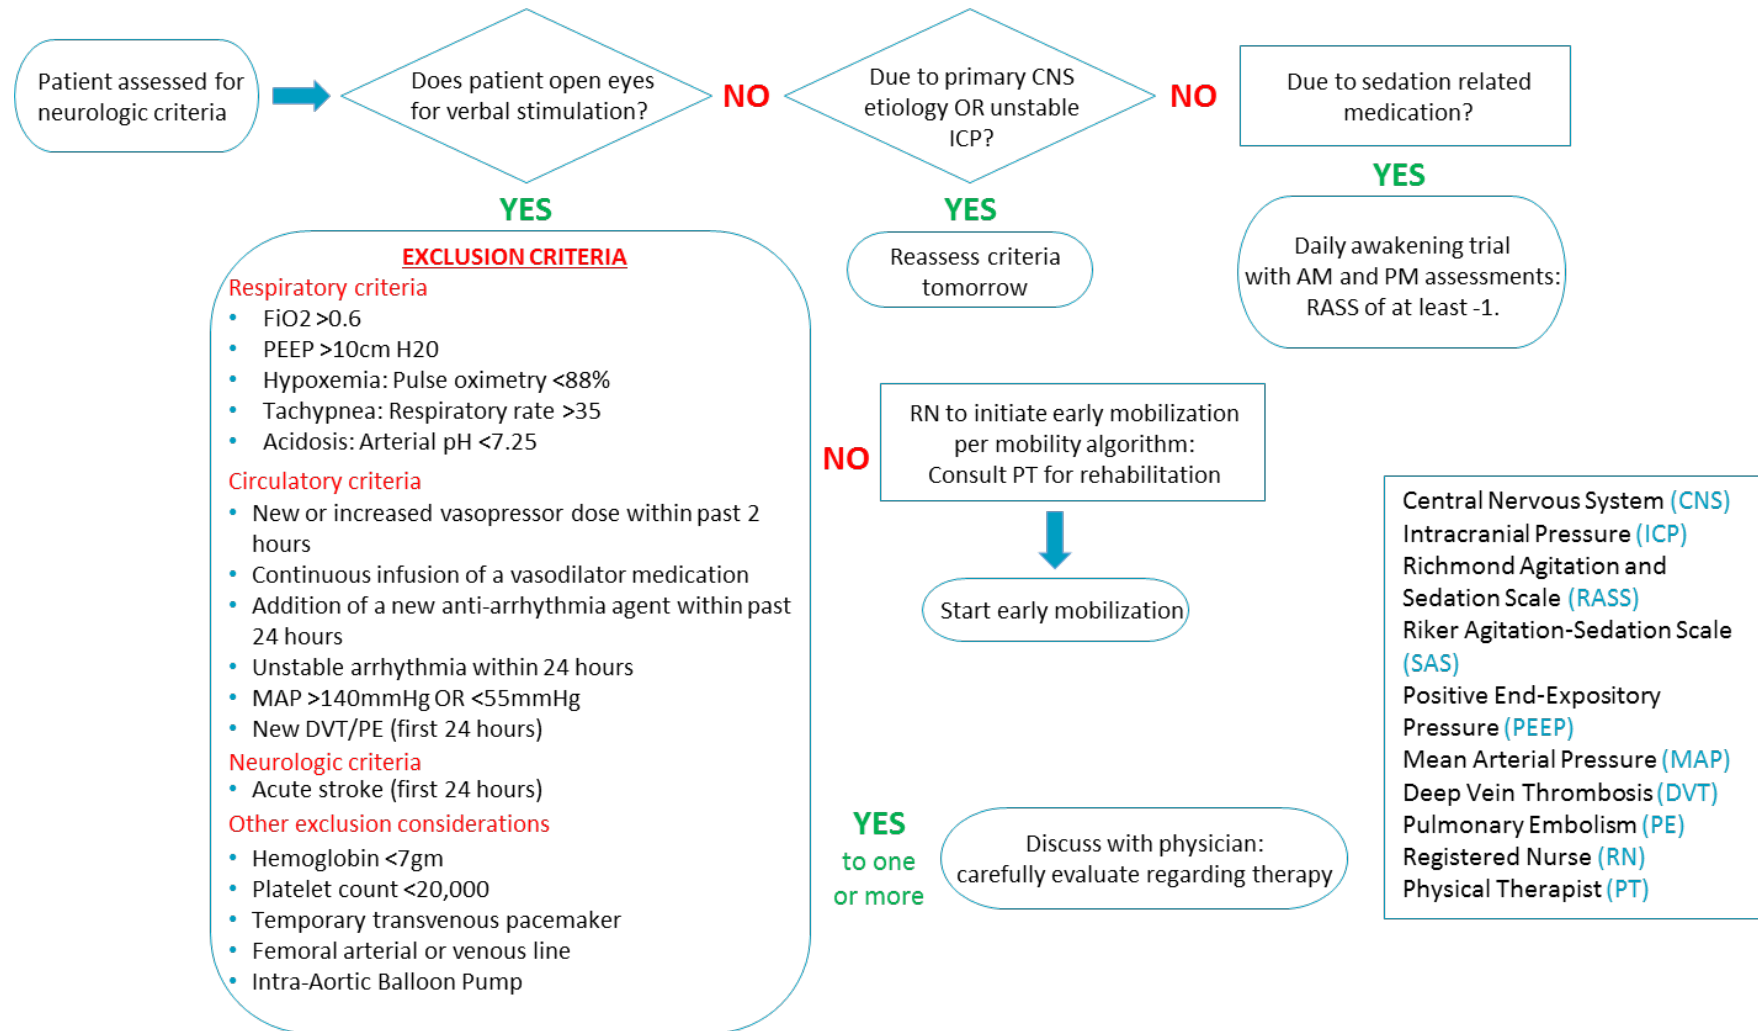 Patient assessed for
neurologic criteria
Does patient open eyes
for verbal stimulation?
NO
Due to primary CNS
etiology OR unstable
ICP?
NO
Due to sedation related
medication?
YES
YES
YES
Reassess criteria
tomorrow
Daily awakening trial
with AM and PM assessments:
RASS of at least -1.
EXCLUSION CRITERIA
Respiratory criteria
• FiO2 >0.6
• PEEP >10cm H20
• Hypoxemia: Pulse oximetry <88%
• Tachypnea: Respiratory rate >35
• Acidosis: Arterial pH <7.25
Circulatory criteria
• New or increased vasopressor dose within past 2
hours
• Continuous infusion of a vasodilator medication
• Addition of a new anti-arrhythmia agent within past
24 hours
• Unstable arrhythmia within 24 hours
• MAP >140mmHg OR <55mmHg
• New DVT/PE (first 24 hours)
Neurologic criteria
• Acute stroke (first 24 hours)
Other exclusion considerations
• Hemoglobin <7gm
• Platelet count <20,000
• Temporary transvenous pacemaker
• Femoral arterial or venous line
• Intra-Aortic Balloon Pump
NO
RN to initiate early mobilization
per mobility algorithm:
Consult PT for rehabilitation
Start early mobilization
YES
to one
or more
Discuss with physician:
carefully evaluate regarding therapy
Central Nervous System (CNS)
Intracranial Pressure (ICP)
Richmond Agitation and
Sedation Scale (RASS)
Riker Agitation-Sedation Scale
(SAS)
Positive End-Expository
Pressure (PEEP)
Mean Arterial Pressure (MAP)
Deep Vein Thrombosis (DVT)
Pulmonary Embolism (PE)
Registered Nurse (RN)
Physical Therapist (PT)